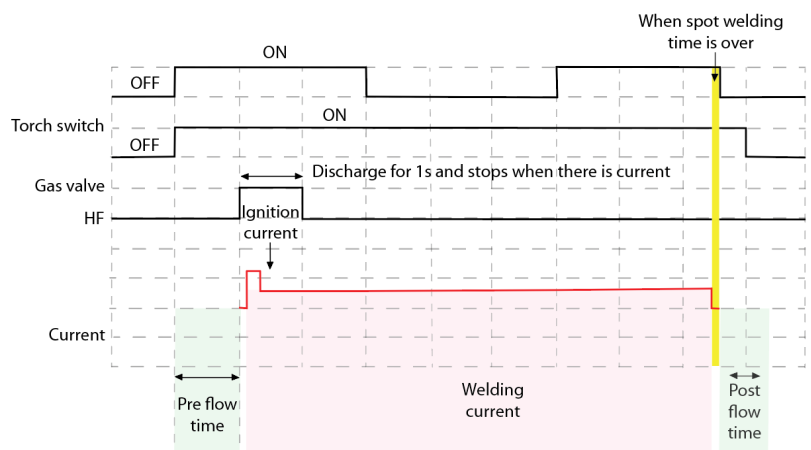 When spot welding
time is over
ON
OFF
Torch switch
ON
OFF
Gas valve
Discharge for 1s and stops when there is current
HF
Ignition
current
Current
Pre flow
time
Welding
current
Post
flow
time